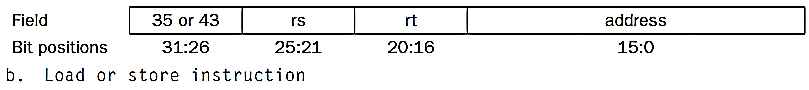 Field 35 or 43 rs rt address
Bit positions 31:26 25:21 20:16 15:0
b. Load or store instruction